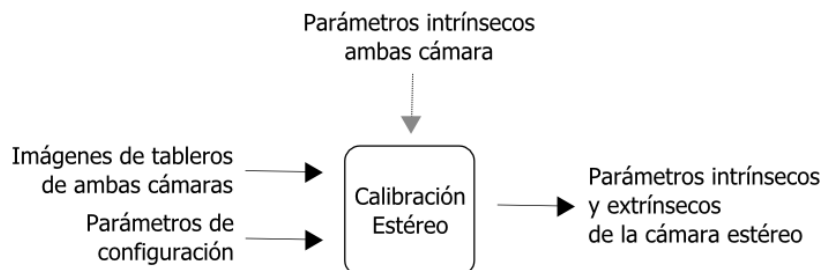 Parámetros intrínsecos
ambas cámara
Imágenes de tableros
de ambas cámaras
Parámetros de
configuración
Calibración
Estéreo
Parámetros intrínsecos
y extrínsecos
de la cámara estéreo